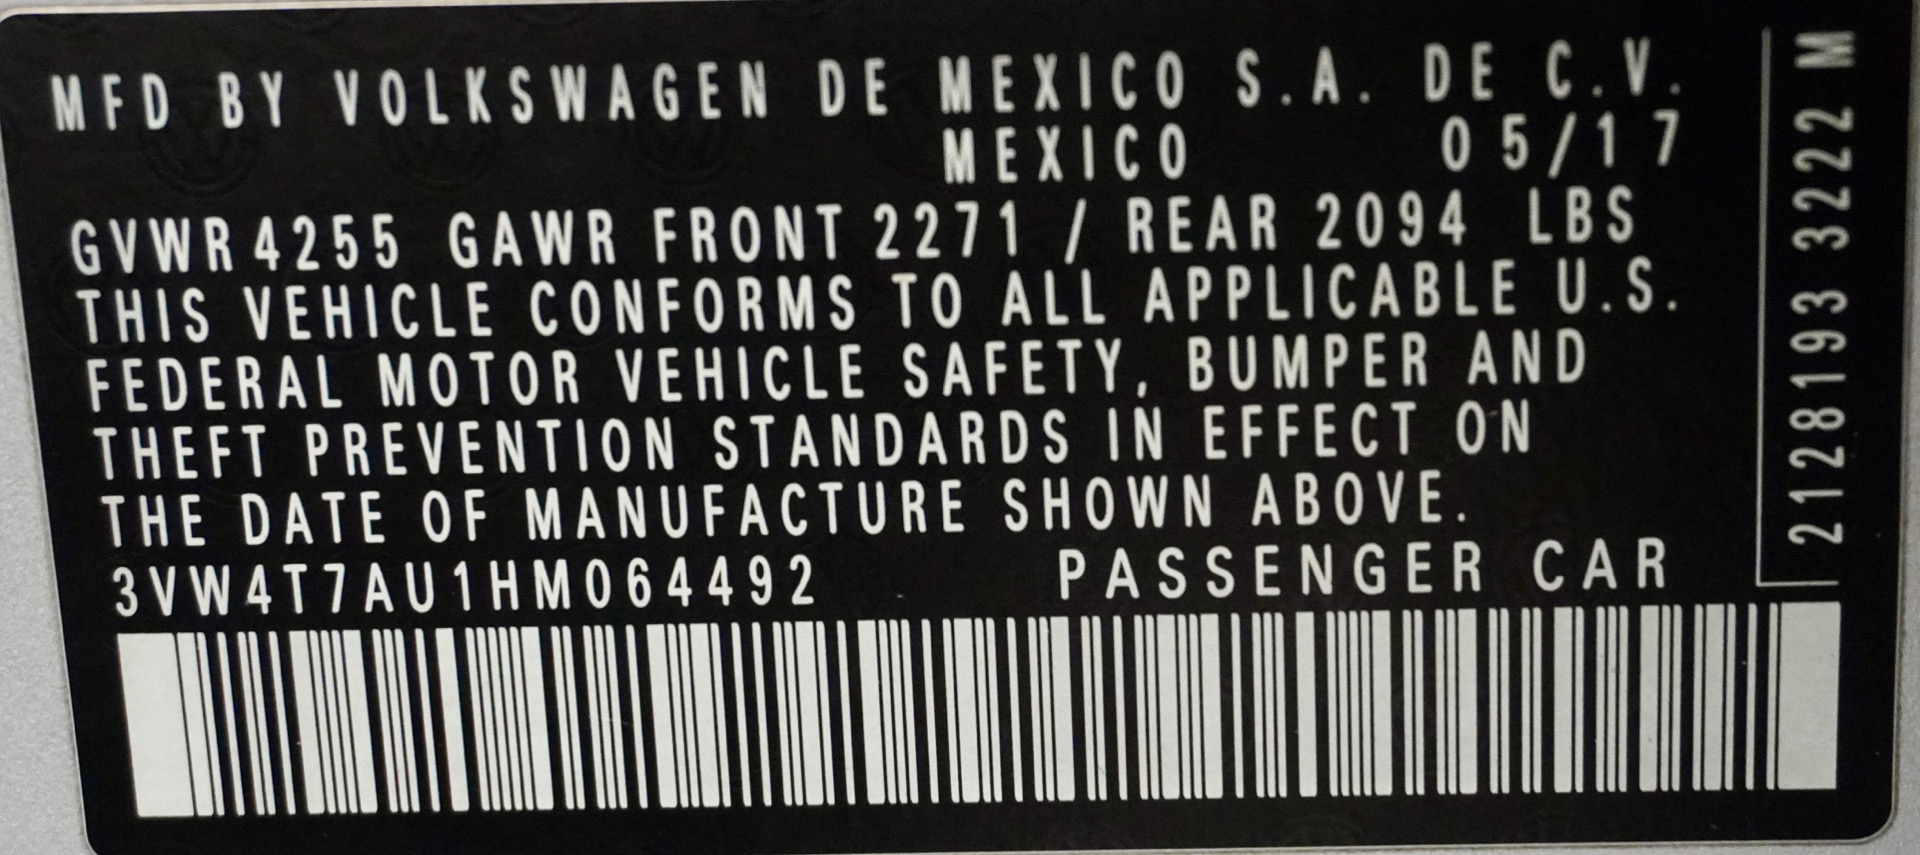 MFD BY VOLKSWAGEN DE MEXICO S.A. DE C.V.
MEXICO 05/17
GVWR 4255 GAWR FRONT 2271 / REAR 2094 LBS
THIS VEHICLE CONFORMS TO ALL APPLICABLE U.S.
FEDERAL MOTOR VEHICLE SAFETY, BUMPER AND
THEFT PREVENTION STANDARDS IN EFFECT ON
THE DATE OF MANUFACTURE SHOWN ABOVE.
3VW4T7AU1HM064492 PASSENGER CAR
2128193 3222 M